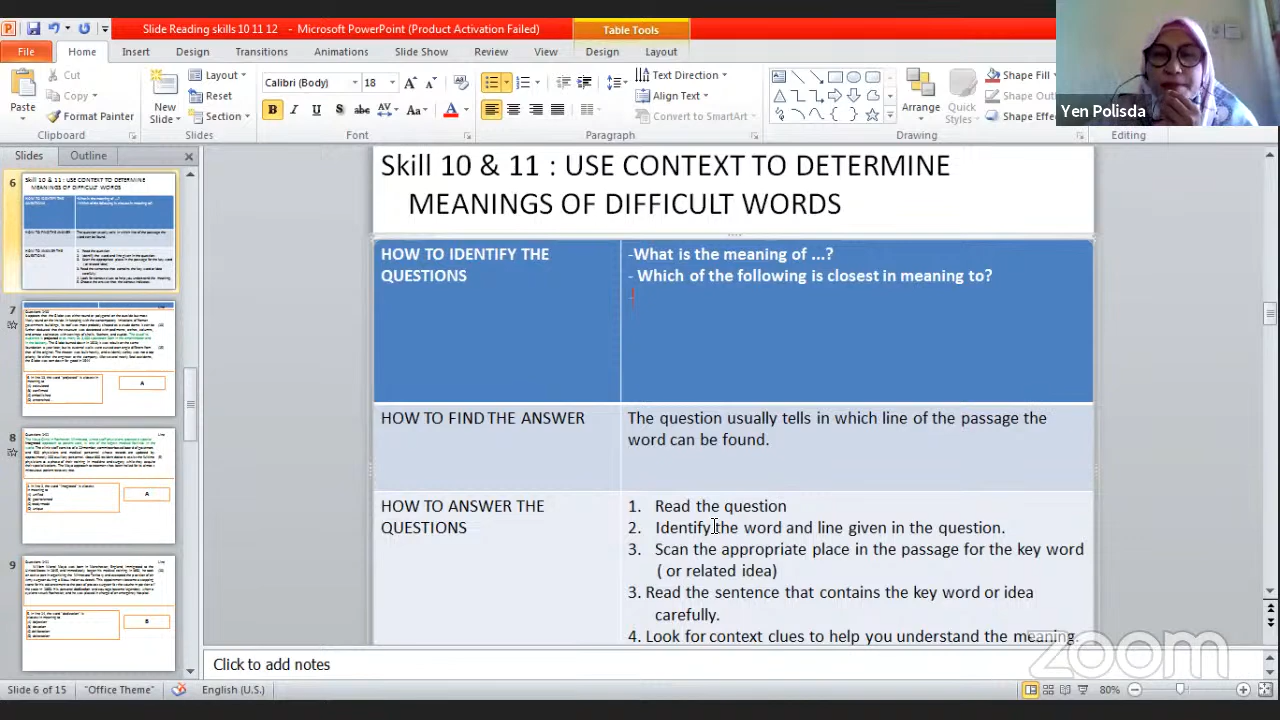 Slide Reading skills 10 11 12 - Microsoft PowerPoint (Product Activation Failed)
Table Tools
File Home Insert Design Transitions Animations Slide Show Review View Design Layout
Paste
Cut
Copy
Format Painter
Clipboard
New Slide
Layout
Reset
Section
Slides
Calibri (Body) 18
Font
Text Direction
Align Text
Convert to SmartArt
Paragraph
Arrange
Quick Styles
Shape Fill
Shape Out
Shape Effe
Drawing
Editing
Yen Polisda
Slides Outline
6
7
8
9
Skill 10 & 11 : USE CONTEXT TO DETERMINE
MEANINGS OF DIFFICULT WORDS
HOW TO IDENTIFY THE
QUESTIONS
-What is the meaning of ...?
- Which of the following is closest in meaning to?
HOW TO FIND THE ANSWER
The question usually tells in which line of the passage the
word can be found.
HOW TO ANSWER THE
QUESTIONS
1. Read the question
2. Identify the word and line given in the question.
3. Scan the appropriate place in the passage for the key word
( or related idea)
3. Read the sentence that contains the key word or idea
carefully.
4. Look for context clues to help you understand the meaning.
Click to add notes
zoom
Slide 6 of 15 "Office Theme" English (U.S.) 80%